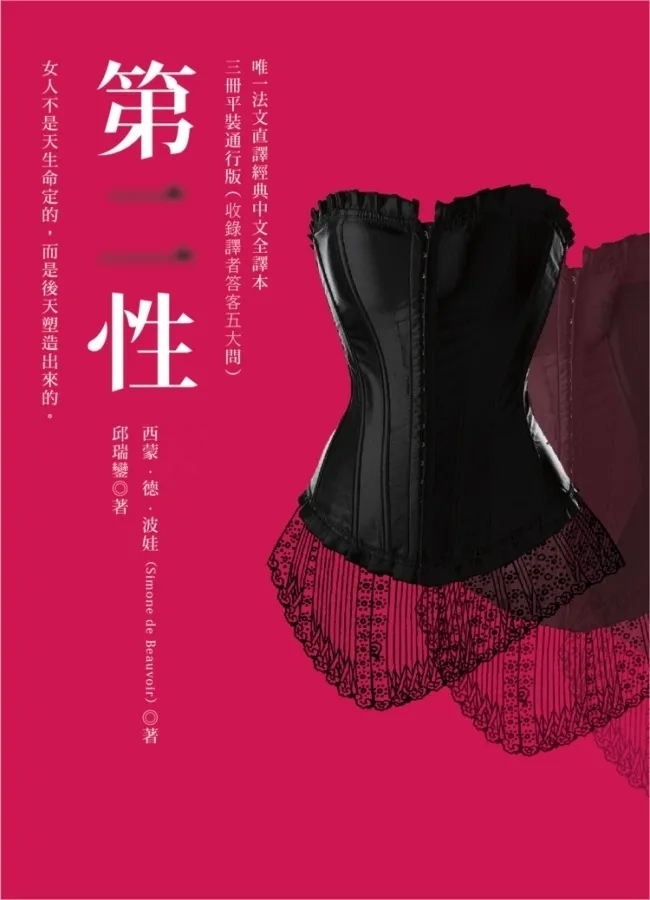 唯一法文直譯經典中文全譯本
三冊平裝通行版（收錄譯者答客五大問）
第二性
女人不是天生命定的，而是後天塑造出來的。
西蒙．德．波娃（Simone de Beauvoir）◎著
邱瑞鑾◎著